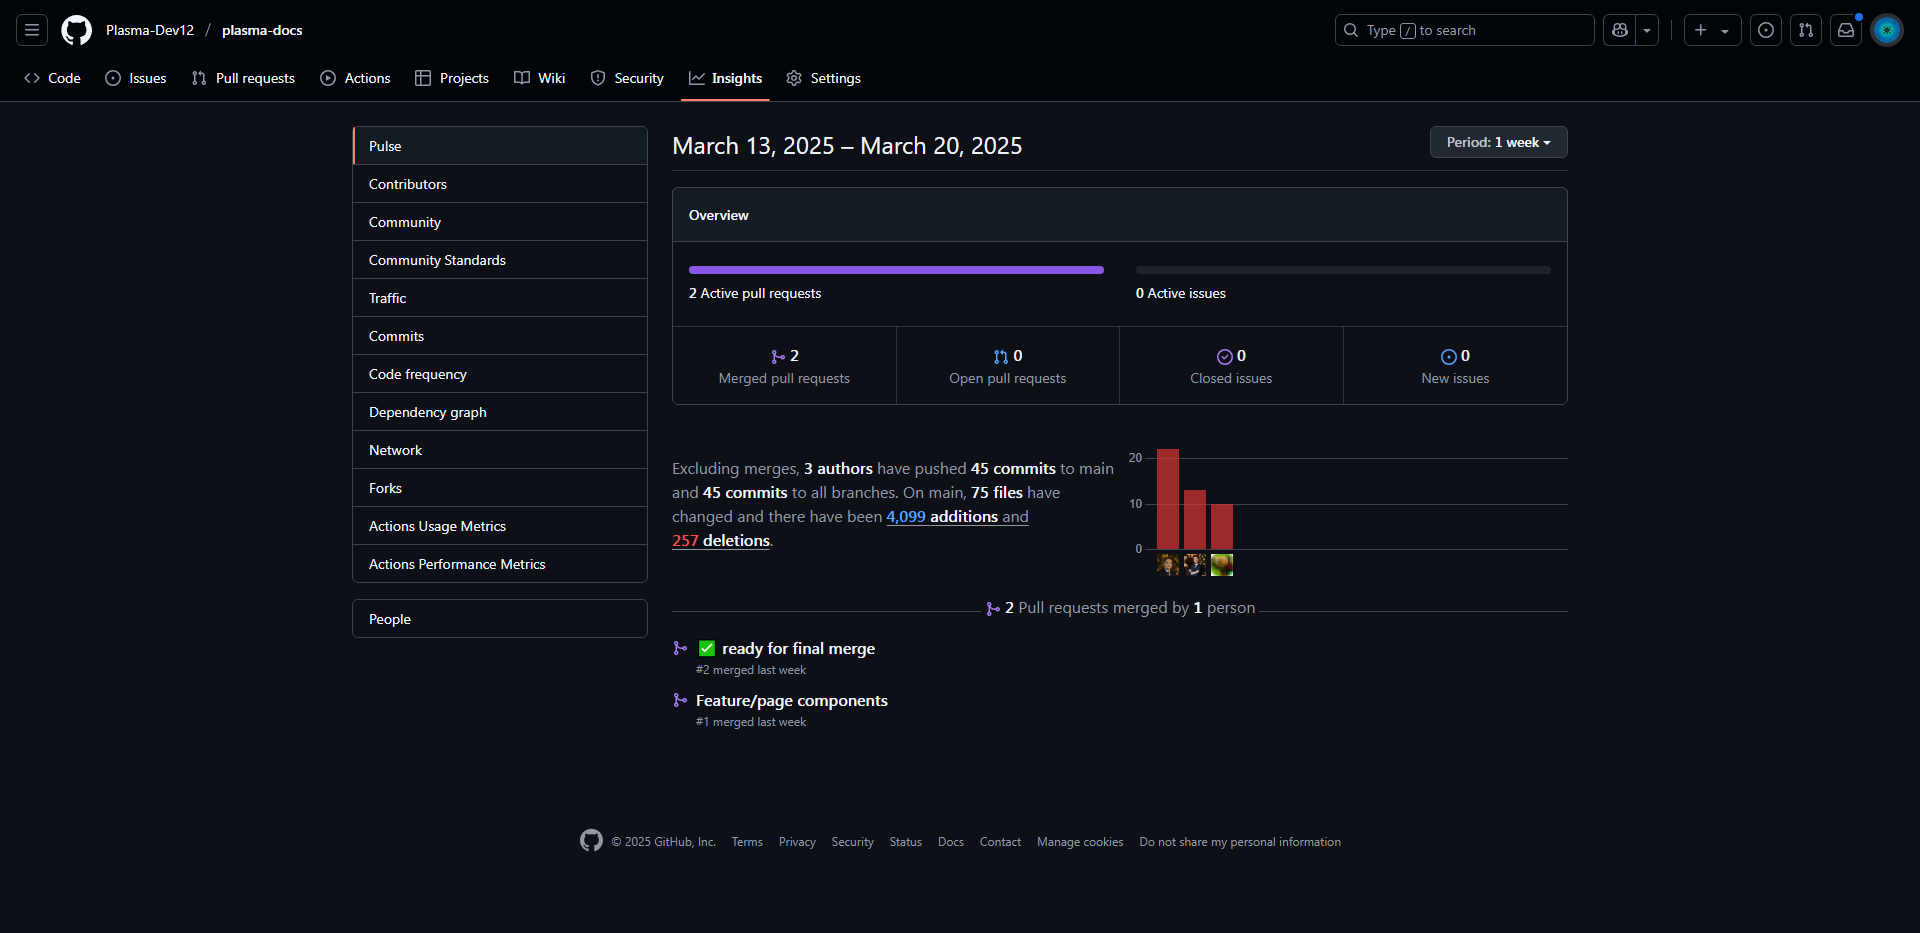 Plasma-Dev12 / plasma-docs
Type / to search
Code Issues Pull requests Actions Projects Wiki Security Insights Settings
Pulse
Contributors
Community
Community Standards
Traffic
Commits
Code frequency
Dependency graph
Network
Forks
Actions Usage Metrics
Actions Performance Metrics
People
March 13, 2025 – March 20, 2025
Period: 1 week
Overview
2 Active pull requests
0 Active issues
2
Merged pull requests
0
Open pull requests
0
Closed issues
0
New issues
Excluding merges, 3 authors have pushed 45 commits to main
and 45 commits to all branches. On main, 75 files have
changed and there have been 4,099 additions and
257 deletions.
20
10
0
2 Pull requests merged by 1 person
✅ ready for final merge
#2 merged last week
Feature/page components
#1 merged last week
© 2025 GitHub, Inc. Terms Privacy Security Status Docs Contact Manage cookies Do not share my personal information